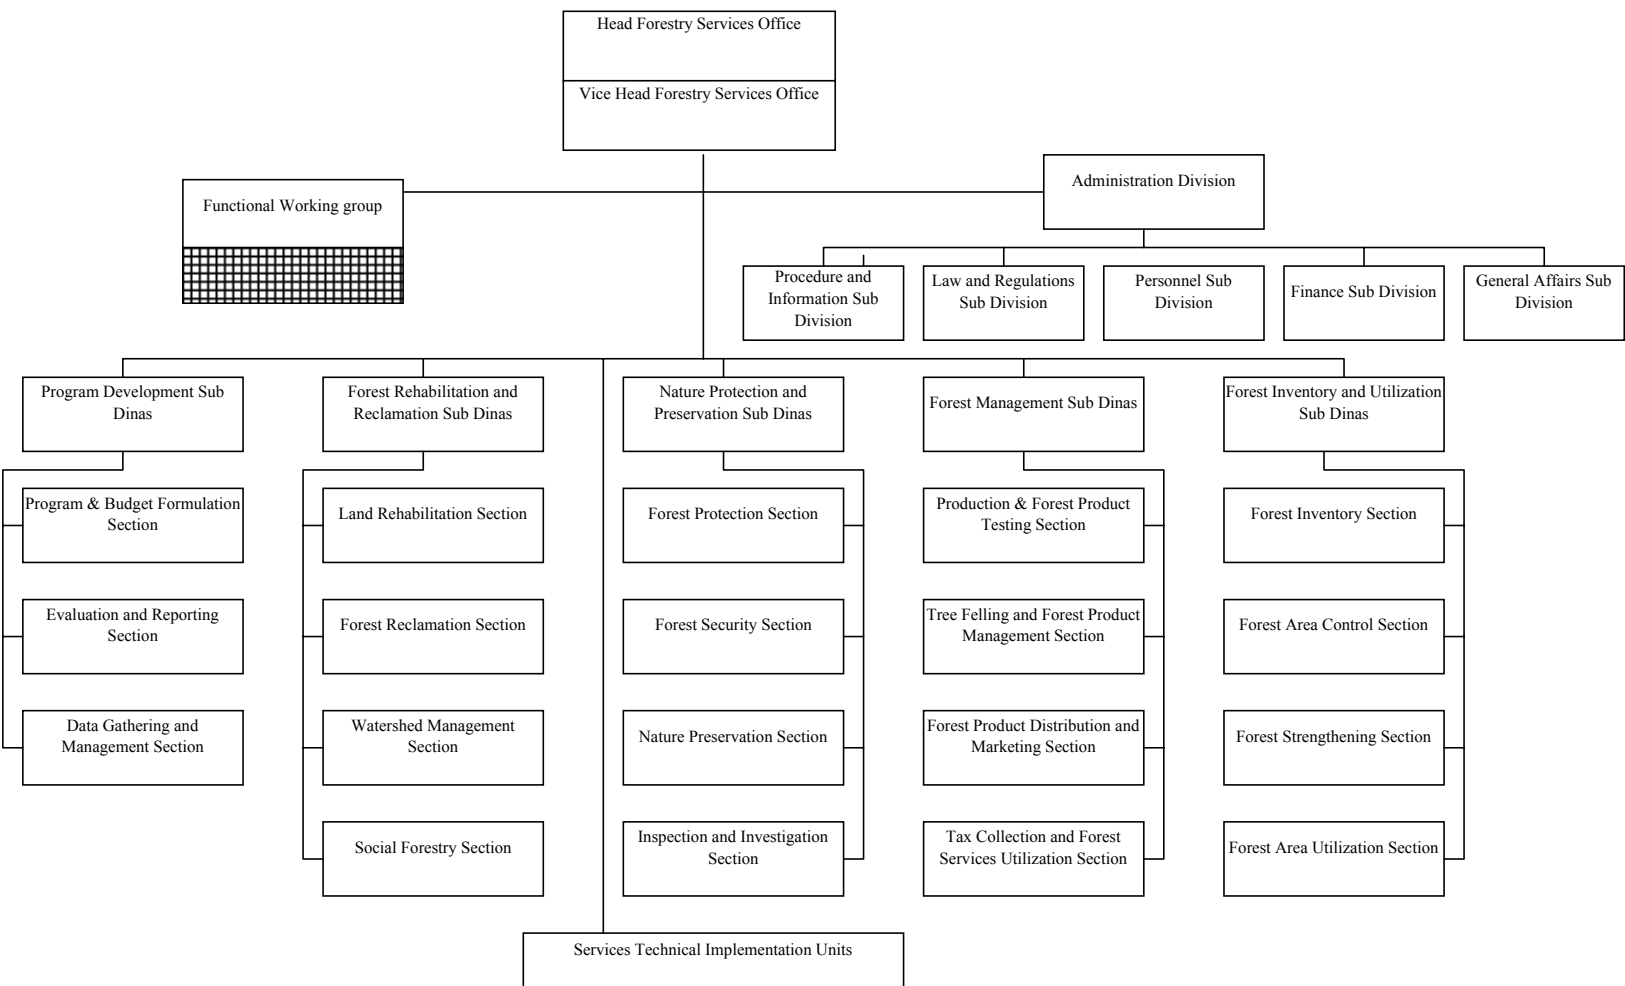 Head Forestry Services Office
Vice Head Forestry Services Office
Administration Division
Functional Working group
Procedure and
Information Sub
Division
Law and Regulations
Sub Division
Personnel Sub
Division
Finance Sub Division
General Affairs Sub
Division
Program Development Sub
Dinas
Forest Rehabilitation and
Reclamation Sub Dinas
Nature Protection and
Preservation Sub Dinas
Forest Management Sub Dinas
Forest Inventory and Utilization
Sub Dinas
Program & Budget Formulation
Section
Land Rehabilitation Section
Forest Protection Section
Production & Forest Product
Testing Section
Forest Inventory Section
Evaluation and Reporting
Section
Forest Reclamation Section
Forest Security Section
Tree Felling and Forest Product
Management Section
Forest Area Control Section
Data Gathering and
Management Section
Watershed Management
Section
Nature Preservation Section
Forest Product Distribution and
Marketing Section
Forest Strengthening Section
Social Forestry Section
Inspection and Investigation
Section
Tax Collection and Forest
Services Utilization Section
Forest Area Utilization Section
Services Technical Implementation Units